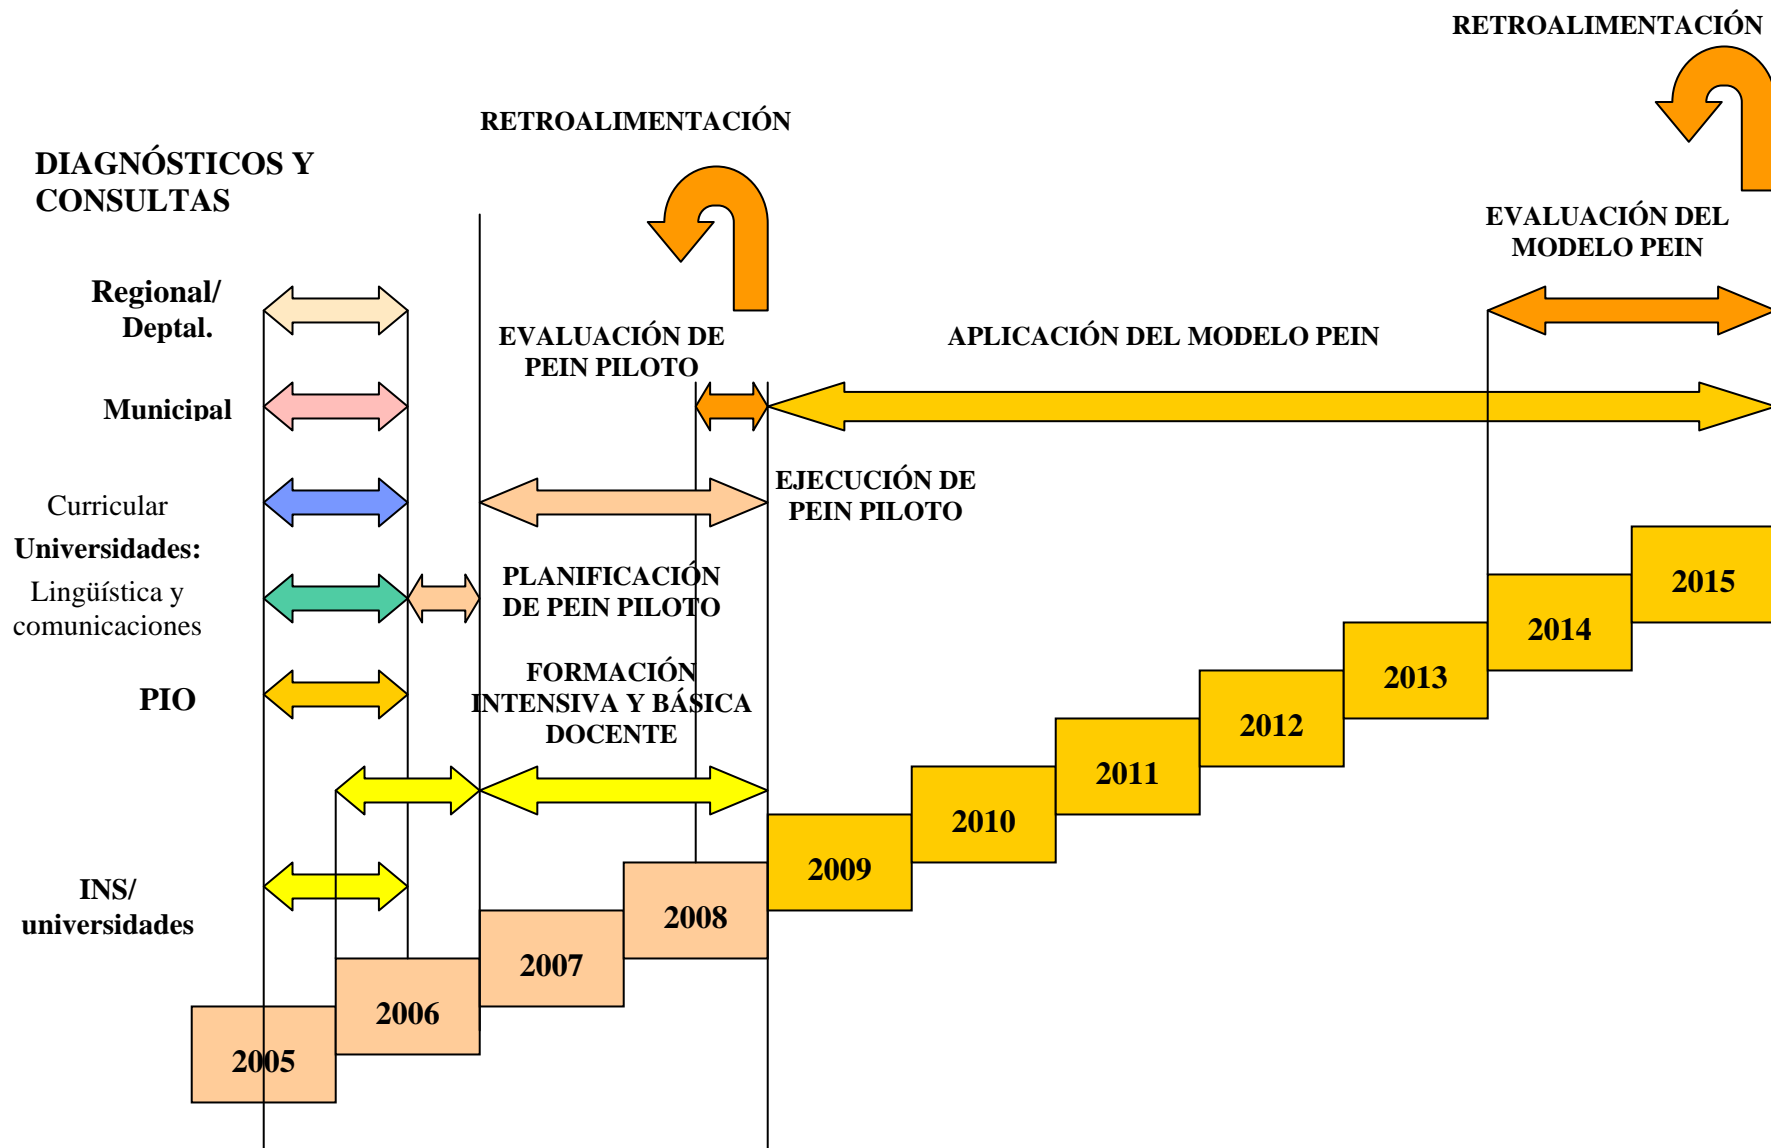 RETROALIMENTACIÓN
RETROALIMENTACIÓN
DIAGNÓSTICOS Y
CONSULTAS
EVALUACIÓN DEL
MODELO PEIN
Regional/
Deptal.
EVALUACIÓN DE
PEIN PILOTO
APLICACIÓN DEL MODELO PEIN
Municipal
Curricular
EJECUCIÓN DE
PEIN PILOTO
Universidades:
Lingüística y
comunicaciones
PLANIFICACIÓN
DE PEIN PILOTO
PIO
FORMACIÓN
INTENSIVA Y BÁSICA
DOCENTE
INS/
universidades
2005
2006
2007
2008
2009
2010
2011
2012
2013
2014
2015